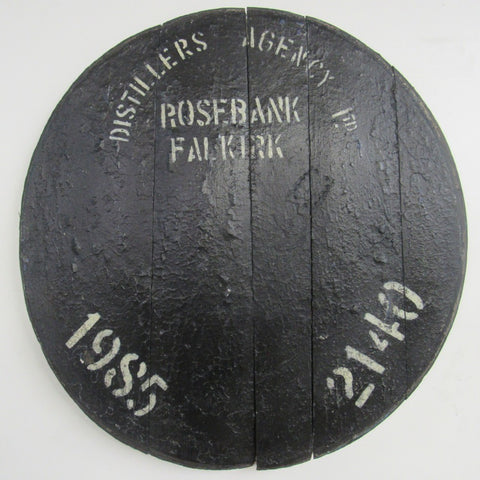 DISTILLERS AGENCY LTD
ROSEBANK
FALKIRK
1985
2140